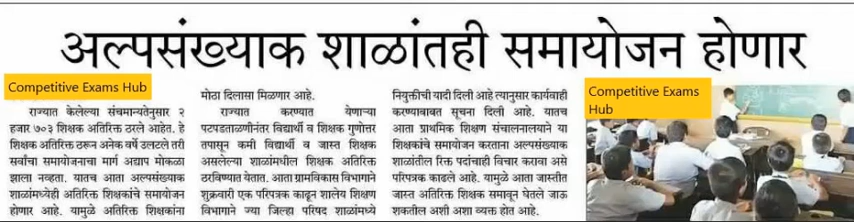 अल्पसंख्याक शाळांतही समायोजन होणार
Competitive Exams Hub
राज्यात केलेल्या संचमान्यतेनुसार २
हजार ७०३ शिक्षक अतिरिक्त ठरले आहेत. हे
शिक्षक अतिरिक्त ठरून अनेक वर्षे उलटले तरी
सर्वांचा समायोजनाचा मार्ग अद्याप मोकळा
झाला नव्हता. यातच आता अल्पसंख्याक
शाळांमध्येही अतिरिक्त शिक्षकांचे समायोजन
होणार आहे. यामुळे अतिरिक्त शिक्षकांना
मोठा दिलासा मिळणार आहे.
राज्यात करण्यात येणाऱ्या
पटपडताळणीनंतर विद्यार्थी व शिक्षक गुणोत्तर
तपासून कमी विद्यार्थी व जास्त शिक्षक
असलेल्या शाळांमधील शिक्षक अतिरिक्त
ठरविण्यात येतात. आता ग्रामविकास विभागाने
शुक्रवारी एक परिपत्रक काढून शालेय शिक्षण
विभागाने ज्या जिल्हा परिषद शाळांमध्ये
नियुक्तीची यादी दिली आहे त्यानुसार कार्यवाही
करण्याबाबत सूचना दिली आहे. यातच
आता प्राथमिक शिक्षण संचालनालयाने या
शिक्षकांचे समायोजन करताना अल्पसंख्याक
शाळांतील रिक्त पदांचाही विचार करावा असे
परिपत्रक काढले आहे. यामुळे आता जास्तीत
जास्त अतिरिक्त शिक्षक समावून घेतले जाऊ
शकतील अशी अशा व्यक्त होत आहे.
Competitive Exams
Hub